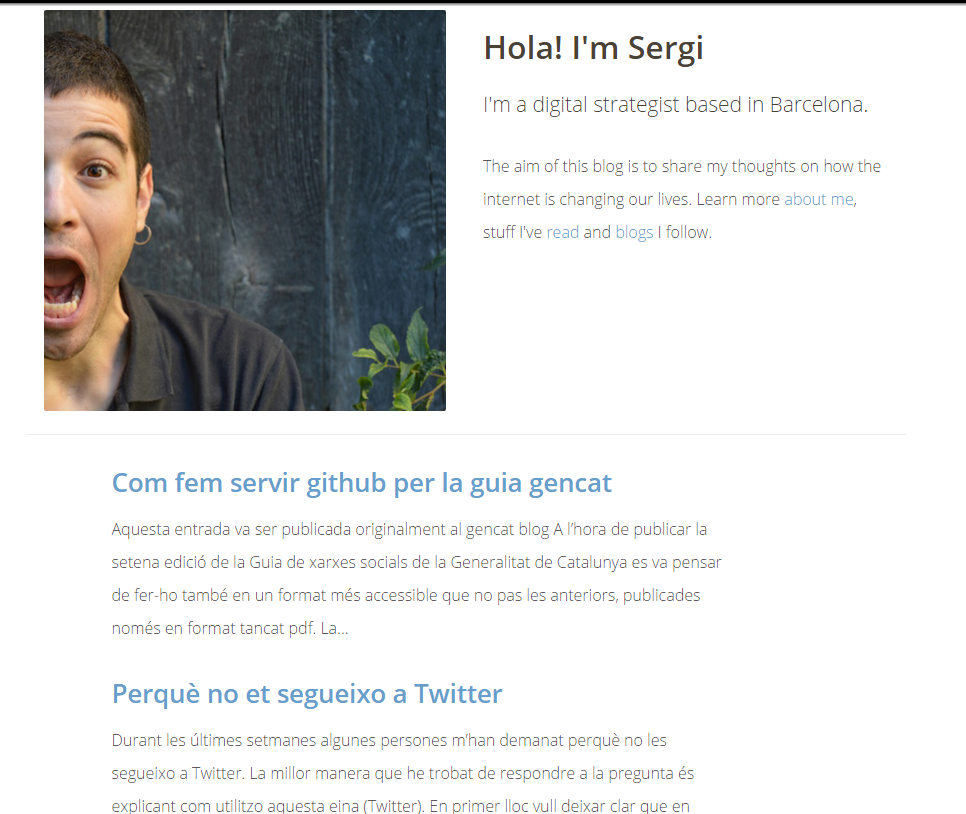 Hola! I'm Sergi
I'm a digital strategist based in Barcelona.
The aim of this blog is to share my thoughts on how the
internet is changing our lives. Learn more about me,
stuff I've read and blogs I follow.
Com fem servir github per la guia gencat
Aquesta entrada va ser publicada originalment al gencat blog A l’hora de publicar la
setena edició de la Guia de xarxes socials de la Generalitat de Catalunya es va pensar
de fer-ho també en un format més accessible que no pas les anteriors, publicades
només en format tancat pdf. La...
Perquè no et segueixo a Twitter
Durant les últimes setmanes algunes persones m’han demanat perquè no les
segueixo a Twitter. La millor manera que he trobat de respondre a la pregunta és
explicant com utilitzo aquesta eina (Twitter). En primer lloc vull deixar clar que en